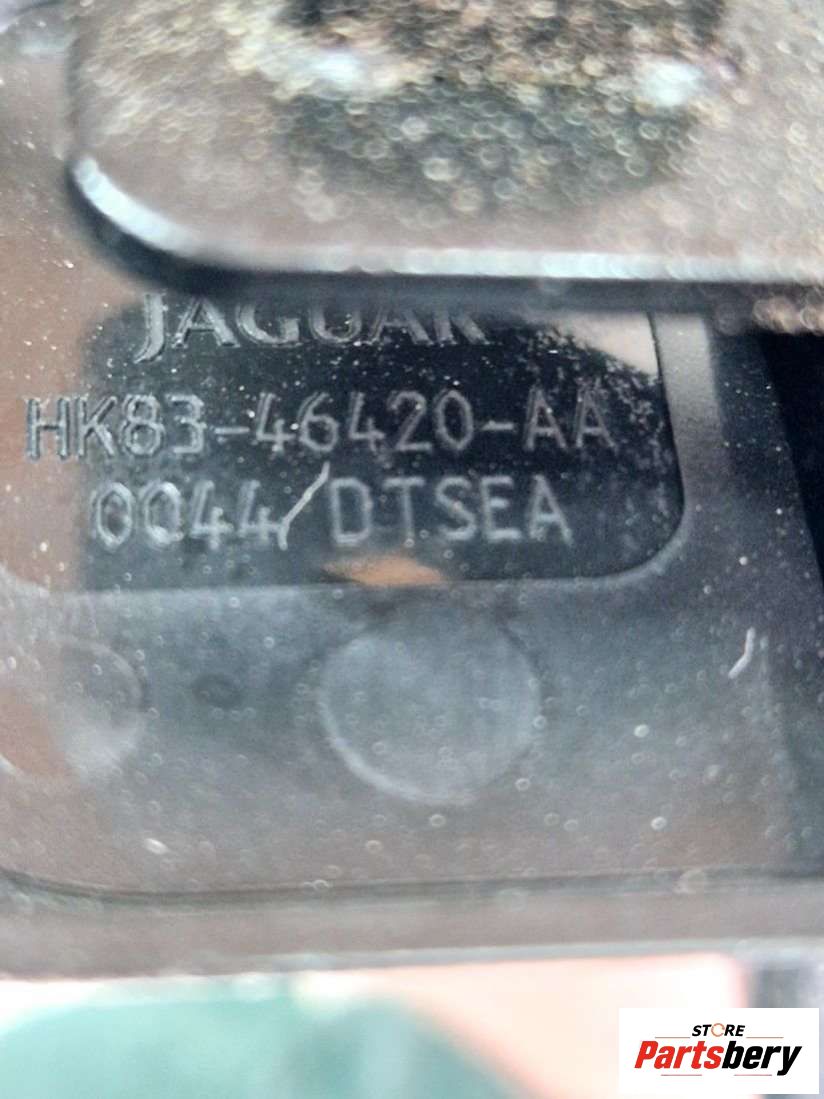 JAGUAR
HK83-46420-AA
0044/DTSEA
STORE
Partsbery